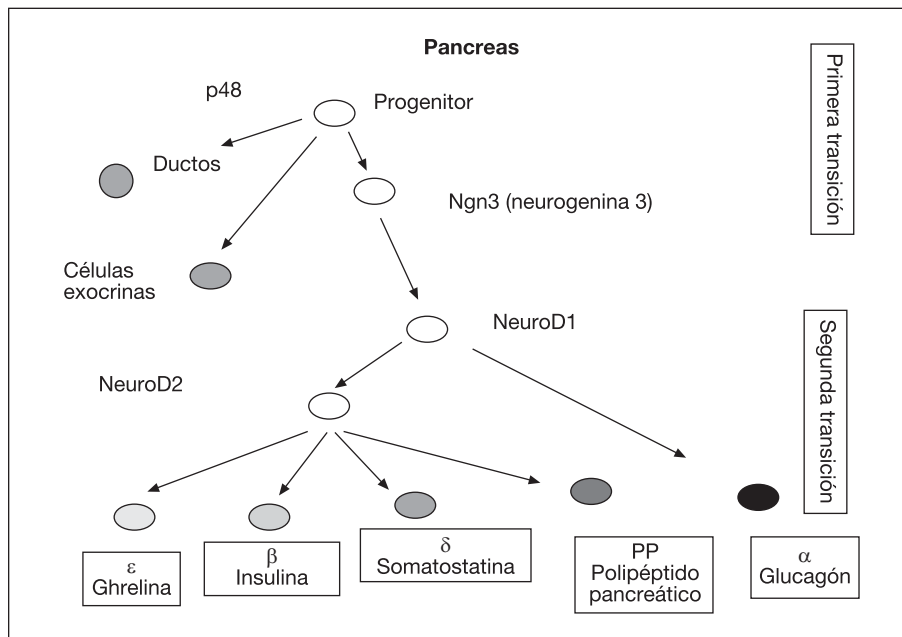 Pancreas
p48
Progenitor
Primera transición
Ductos
Ngn3 (neurogenina 3)
Células
exocrinas
NeuroD1
Segunda transición
NeuroD2
ε
Ghrelina
β
Insulina
δ
Somatostatina
PP
Polipéptido
pancreático
α
Glucagón